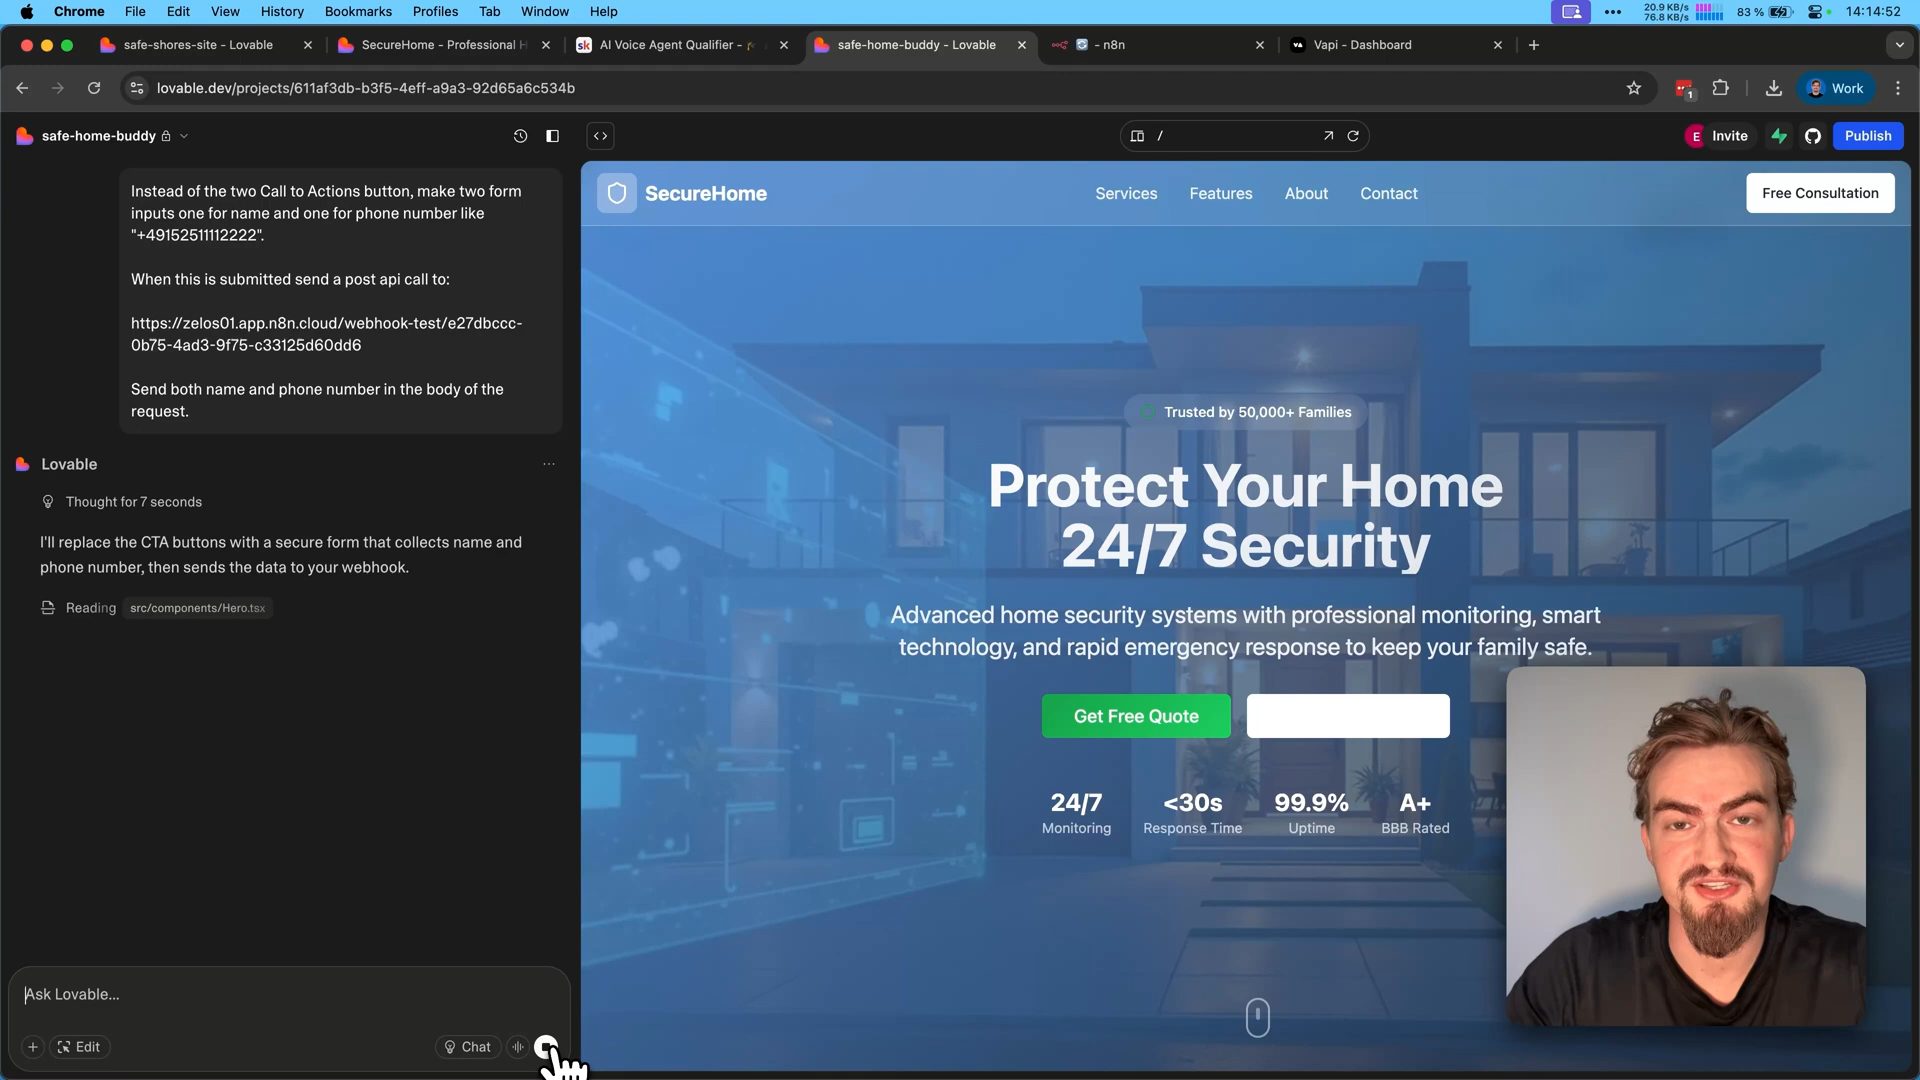 Chrome File Edit View History Bookmarks Profiles Tab Window Help
20.9 KB/s
76.8 KB/s
83 %
14:14:52
safe-shores-site - Lovable
SecureHome - Professional H
sk AI Voice Agent Qualifier -
safe-home-buddy - Lovable
- n8n
Vapi - Dashboard
lovable.dev/projects/611af3db-b3f5-4eff-a9a3-92d65a6c534b
1
Work
safe-home-buddy
/
E Invite
Publish
Instead of the two Call to Actions button, make two form
inputs one for name and one for phone number like
"+49152511112222".
When this is submitted send a post api call to:
https://zelos01.app.n8n.cloud/webhook-test/e27dbccc-
0b75-4ad3-9f75-c33125d60dd6
Send both name and phone number in the body of the
request.
Lovable
Thought for 7 seconds
I'll replace the CTA buttons with a secure form that collects name and
phone number, then sends the data to your webhook.
Reading src/components/Hero.tsx
Ask Lovable...
Edit
Chat
SecureHome
Services Features About Contact
Free Consultation
Trusted by 50,000+ Families
Protect Your Home
24/7 Security
Advanced home security systems with professional monitoring, smart
technology, and rapid emergency response to keep your family safe.
Get Free Quote
24/7 <30s 99.9% A+
Monitoring Response Time Uptime BBB Rated